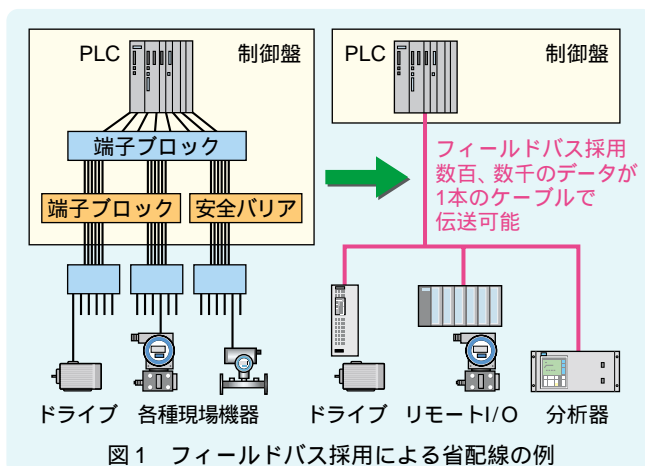 PLC 制御盤
端子ブロック
端子ブロック 安全バリア
ドライブ 各種現場機器
PLC 制御盤
フィールドバス採用
数百、数千のデータが
1本のケーブルで
伝送可能
ドライブ リモートI/O 分析器
図1 フィールドバス採用による省配線の例